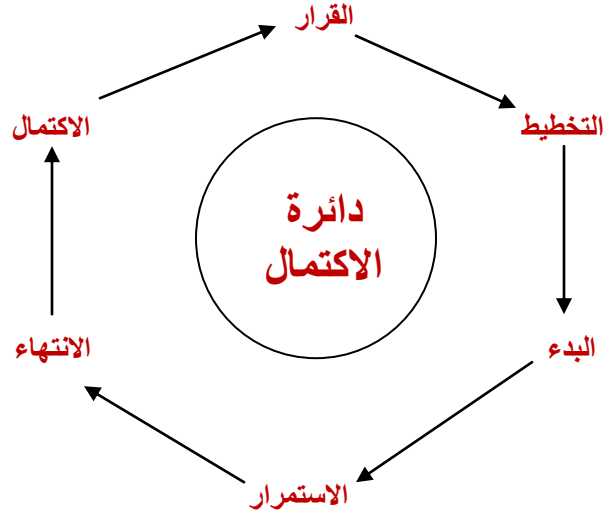 القرار
التخطيط
البدء
الاستمرار
الانتهاء
الاكتمال
دائرة
الاكتمال